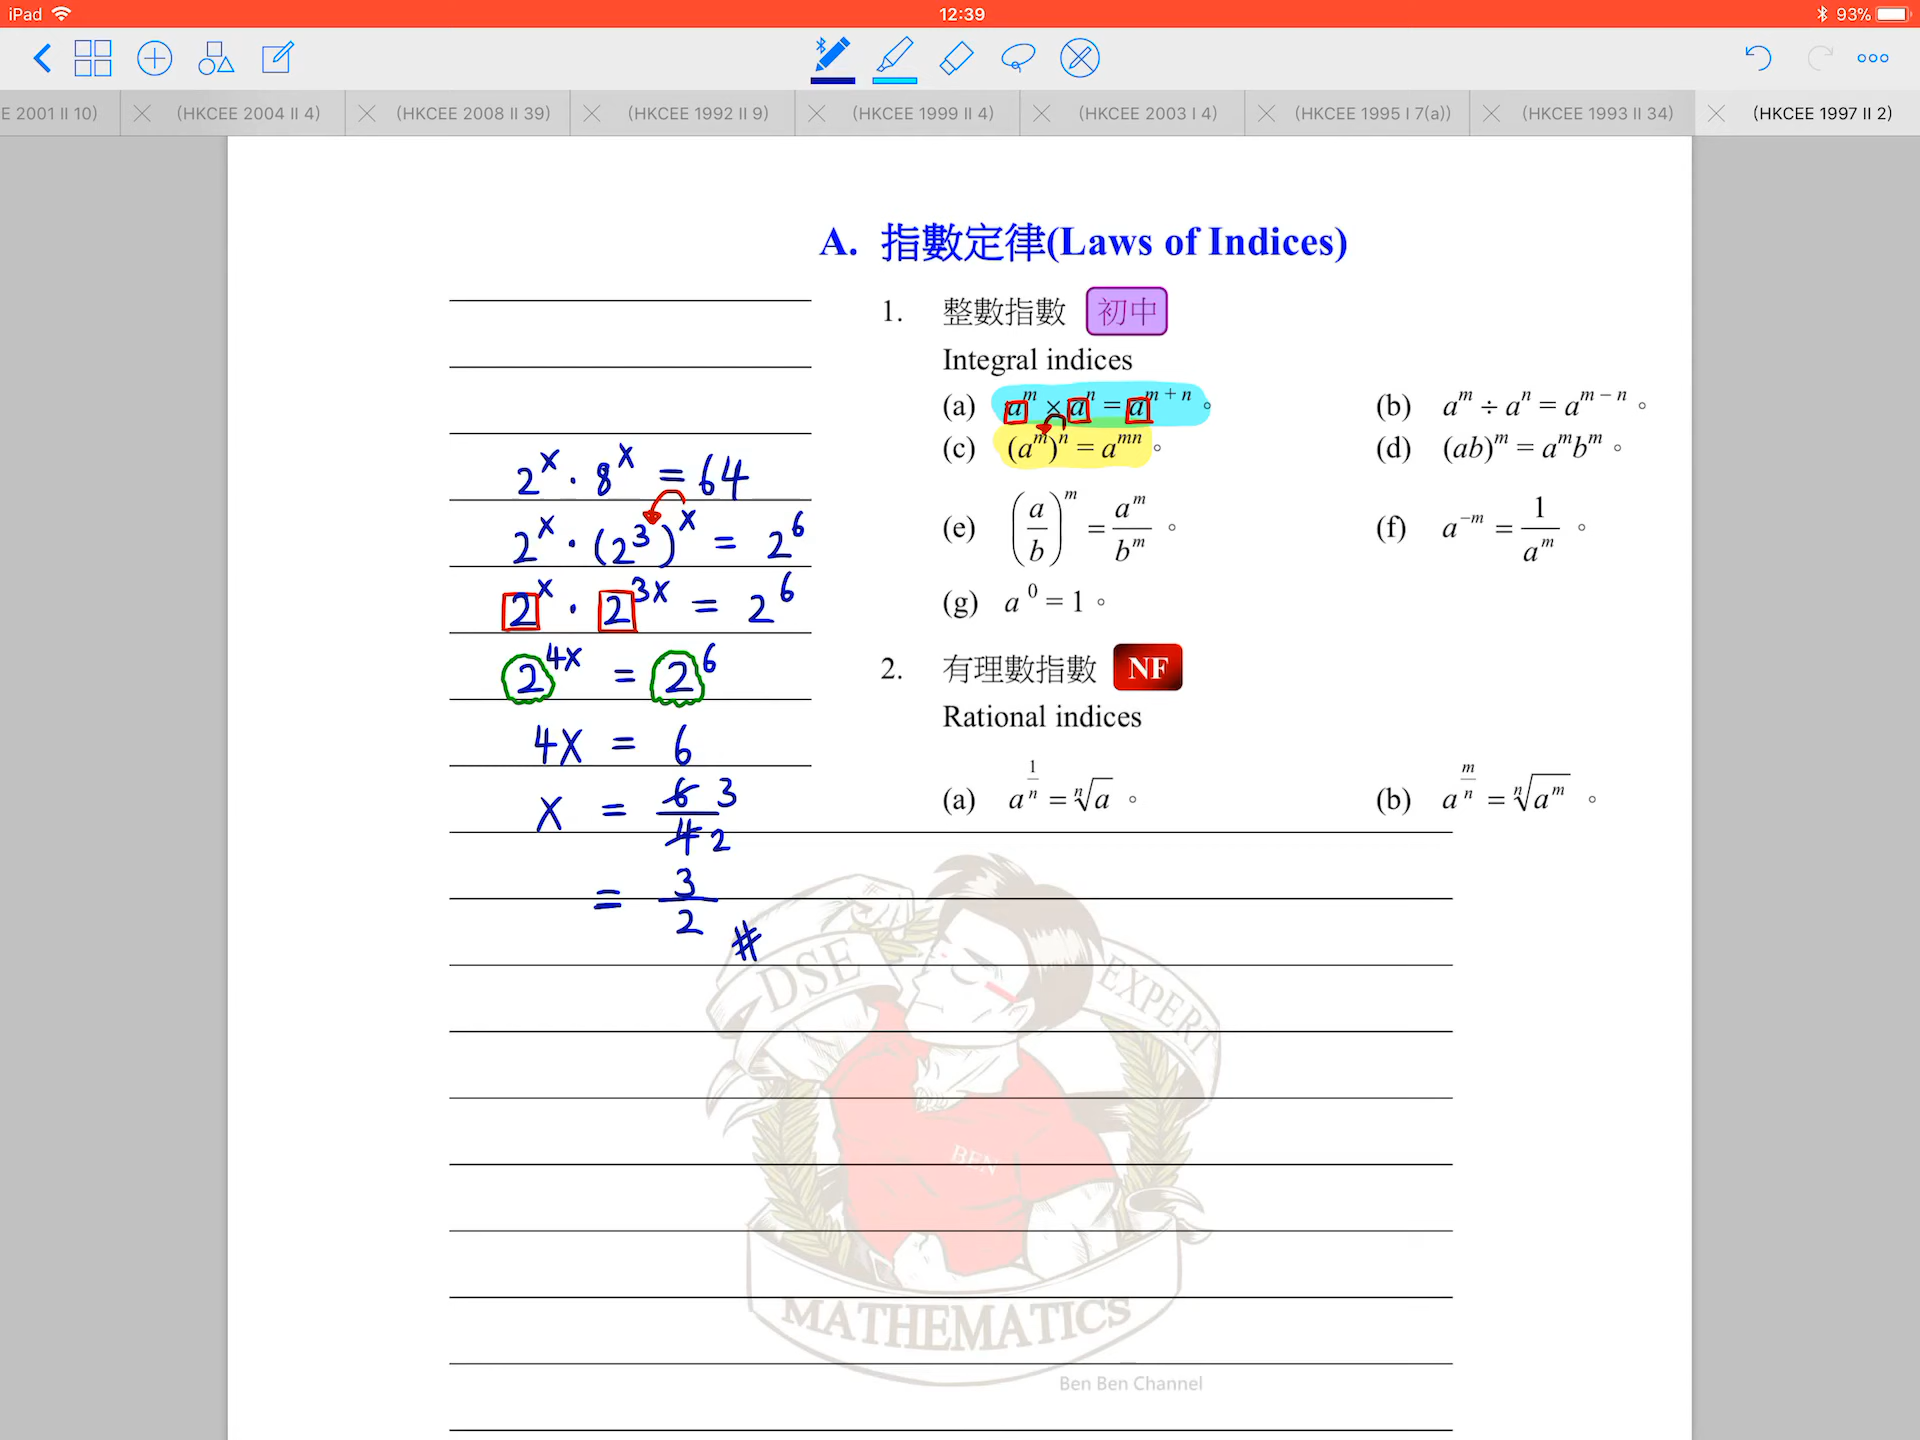 iPad 12:39 93%
E 2001 II 10) (HKCEE 2004 II 4) (HKCEE 2008 II 39) (HKCEE 1992 II 9) (HKCEE 1999 II 4) (HKCEE 2003 I 4) (HKCEE 1995 I 7(a)) (HKCEE 1993 II 34) (HKCEE 1997 II 2)
A. 指數定律(Laws of Indices)
1. 整數指數 初中
Integral indices
(a) a^m × a^n = a^{m + n} 。 (b) a^m ÷ a^n = a^{m − n} 。
(c) (a^m)^n = a^{mn} 。 (d) (ab)^m = a^m b^m 。
(e) (a/b)^m = a^m/b^m 。 (f) a^{−m} = 1/a^m 。
(g) a^0 = 1 。
2. 有理數指數 NF
Rational indices
(a) a^{1/n} = ⁿ√a 。 (b) a^{m/n} = ⁿ√a^m 。
2^x · 8^x = 64
2^x · (2^3)^x = 2^6
2^x · 2^{3x} = 2^6
2^{4x} = 2^6
4x = 6
x = 6/4 3 2
= 3/2 #
DSE EXPERT
BEN
MATHEMATICS
Ben Ben Channel